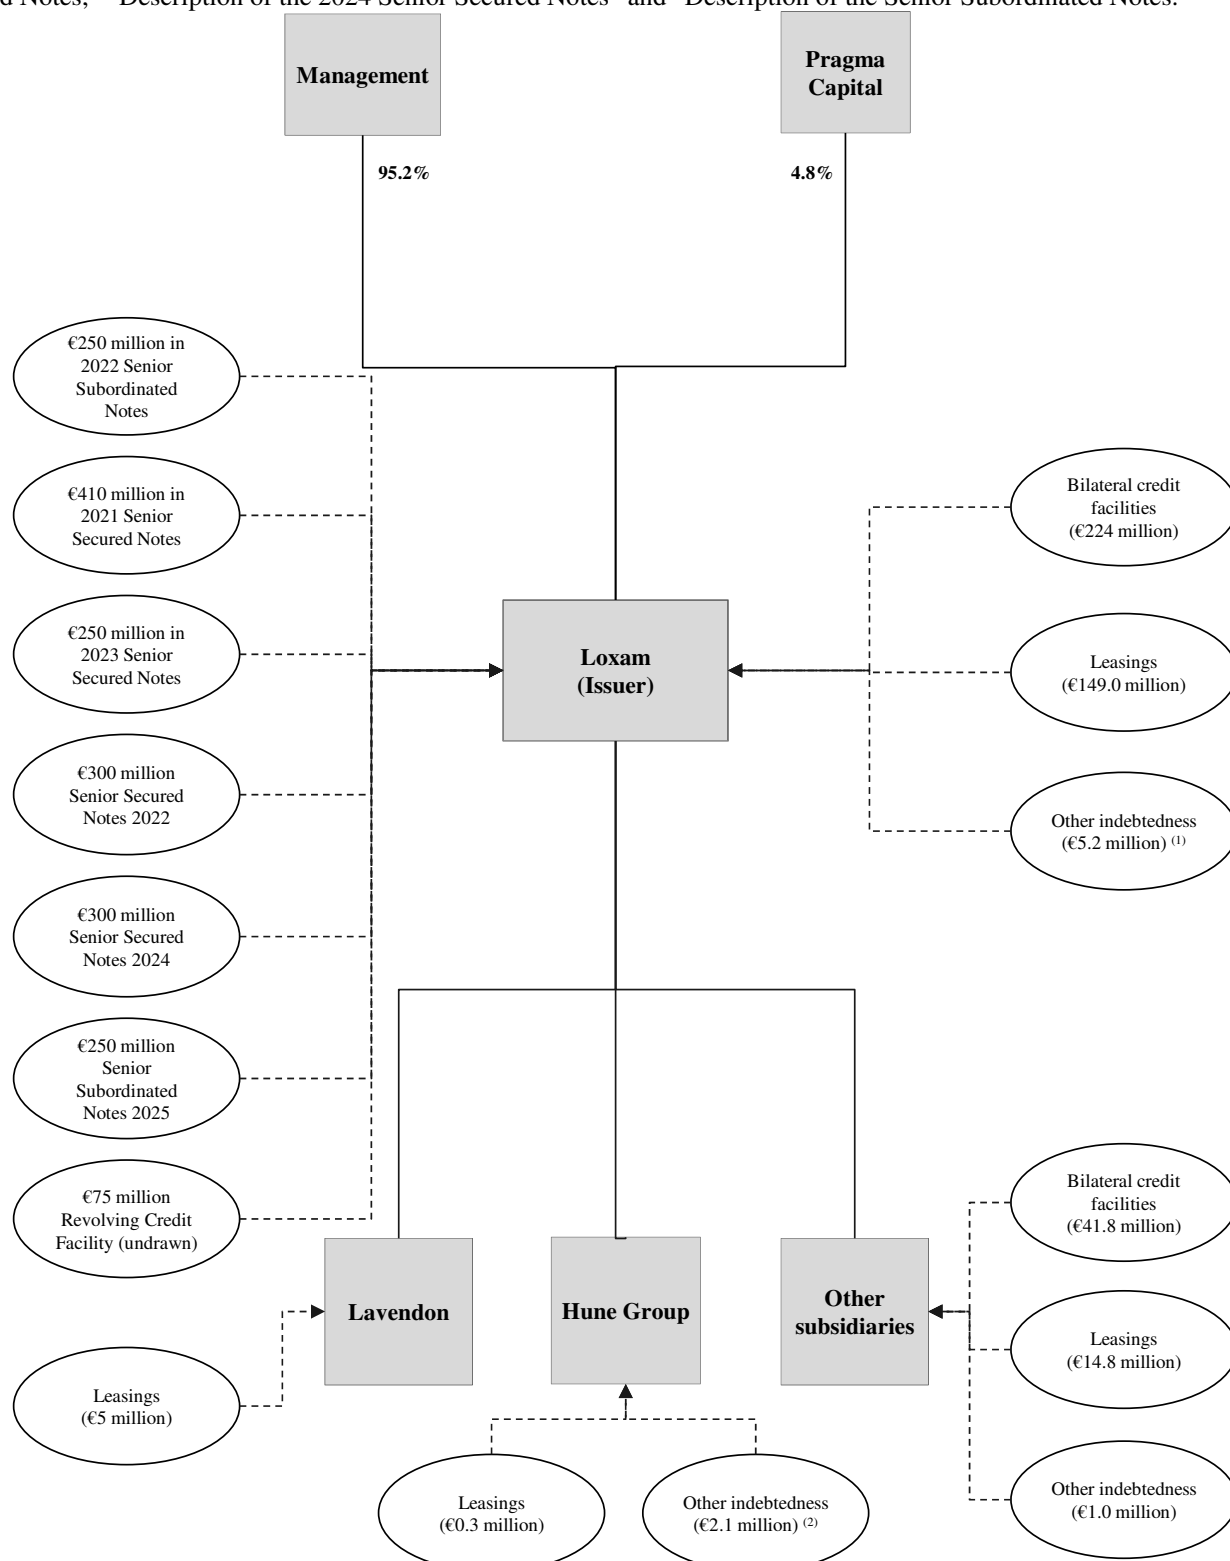 ed Notes,” “Description of the 2024 Senior Secured Notes” and “Description of the Senior Subordinated Notes.”
Management
Pragma
Capital
95.2%
4.8%
€250 million in
2022 Senior
Subordinated
Notes
€410 million in
2021 Senior
Secured Notes
€250 million in
2023 Senior
Secured Notes
€300 million
Senior Secured
Notes 2022
€300 million
Senior Secured
Notes 2024
€250 million
Senior
Subordinated
Notes 2025
€75 million
Revolving Credit
Facility (undrawn)
Loxam
(Issuer)
Bilateral credit
facilities
(€224 million)
Leasings
(€149.0 million)
Other indebtedness
(€5.2 million) (1)
Lavendon
Hune Group
Other
subsidiaries
Leasings
(€5 million)
Leasings
(€0.3 million)
Other indebtedness
(€2.1 million) (2)
Bilateral credit
facilities
(€41.8 million)
Leasings
(€14.8 million)
Other indebtedness
(€1.0 million)